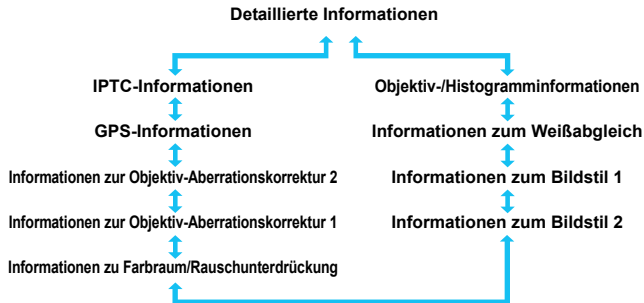 Detaillierte Informationen
IPTC-Informationen
Objektiv-/Histogramminformationen
GPS-Informationen
Informationen zum Weißabgleich
Informationen zur Objektiv-Aberrationskorrektur 2
Informationen zum Bildstil 1
Informationen zur Objektiv-Aberrationskorrektur 1
Informationen zum Bildstil 2
Informationen zu Farbraum/Rauschunterdrückung